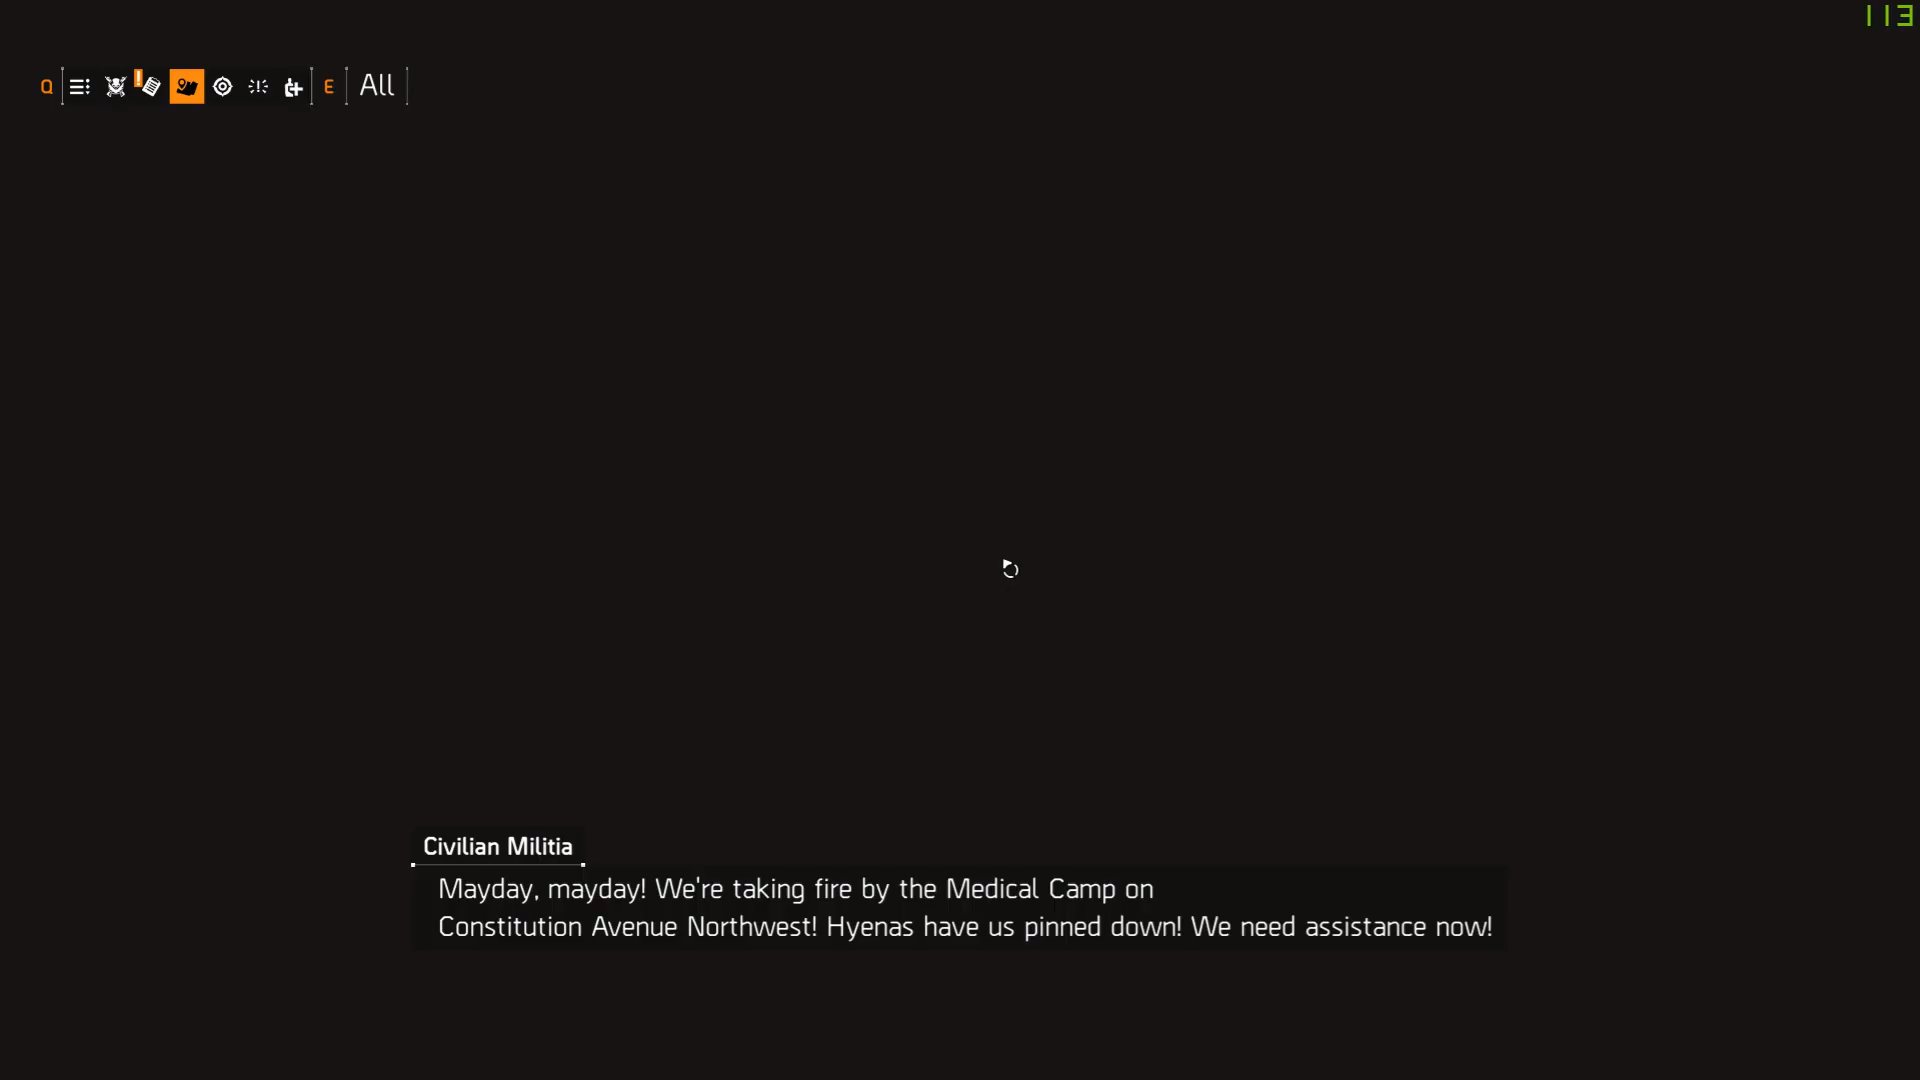 113
Q E All
Civilian Militia
Mayday, mayday! We're taking fire by the Medical Camp on
Constitution Avenue Northwest! Hyenas have us pinned down! We need assistance now!